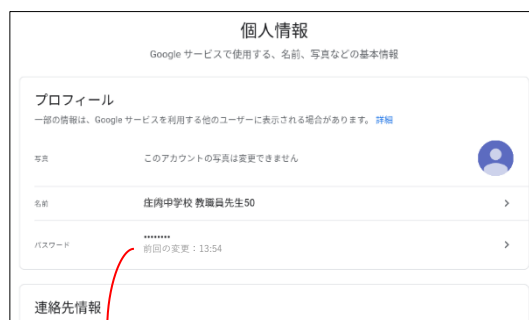 個人情報
Google サービスで使用する、名前、写真などの基本情報
プロフィール
一部の情報は、Google サービスを利用する他のユーザーに表示される場合があります。 詳細
写真
このアカウントの写真は変更できません
名前
庄内中学校 教職員先生50
パスワード
••••••••
前回の変更：13:54
連絡先情報